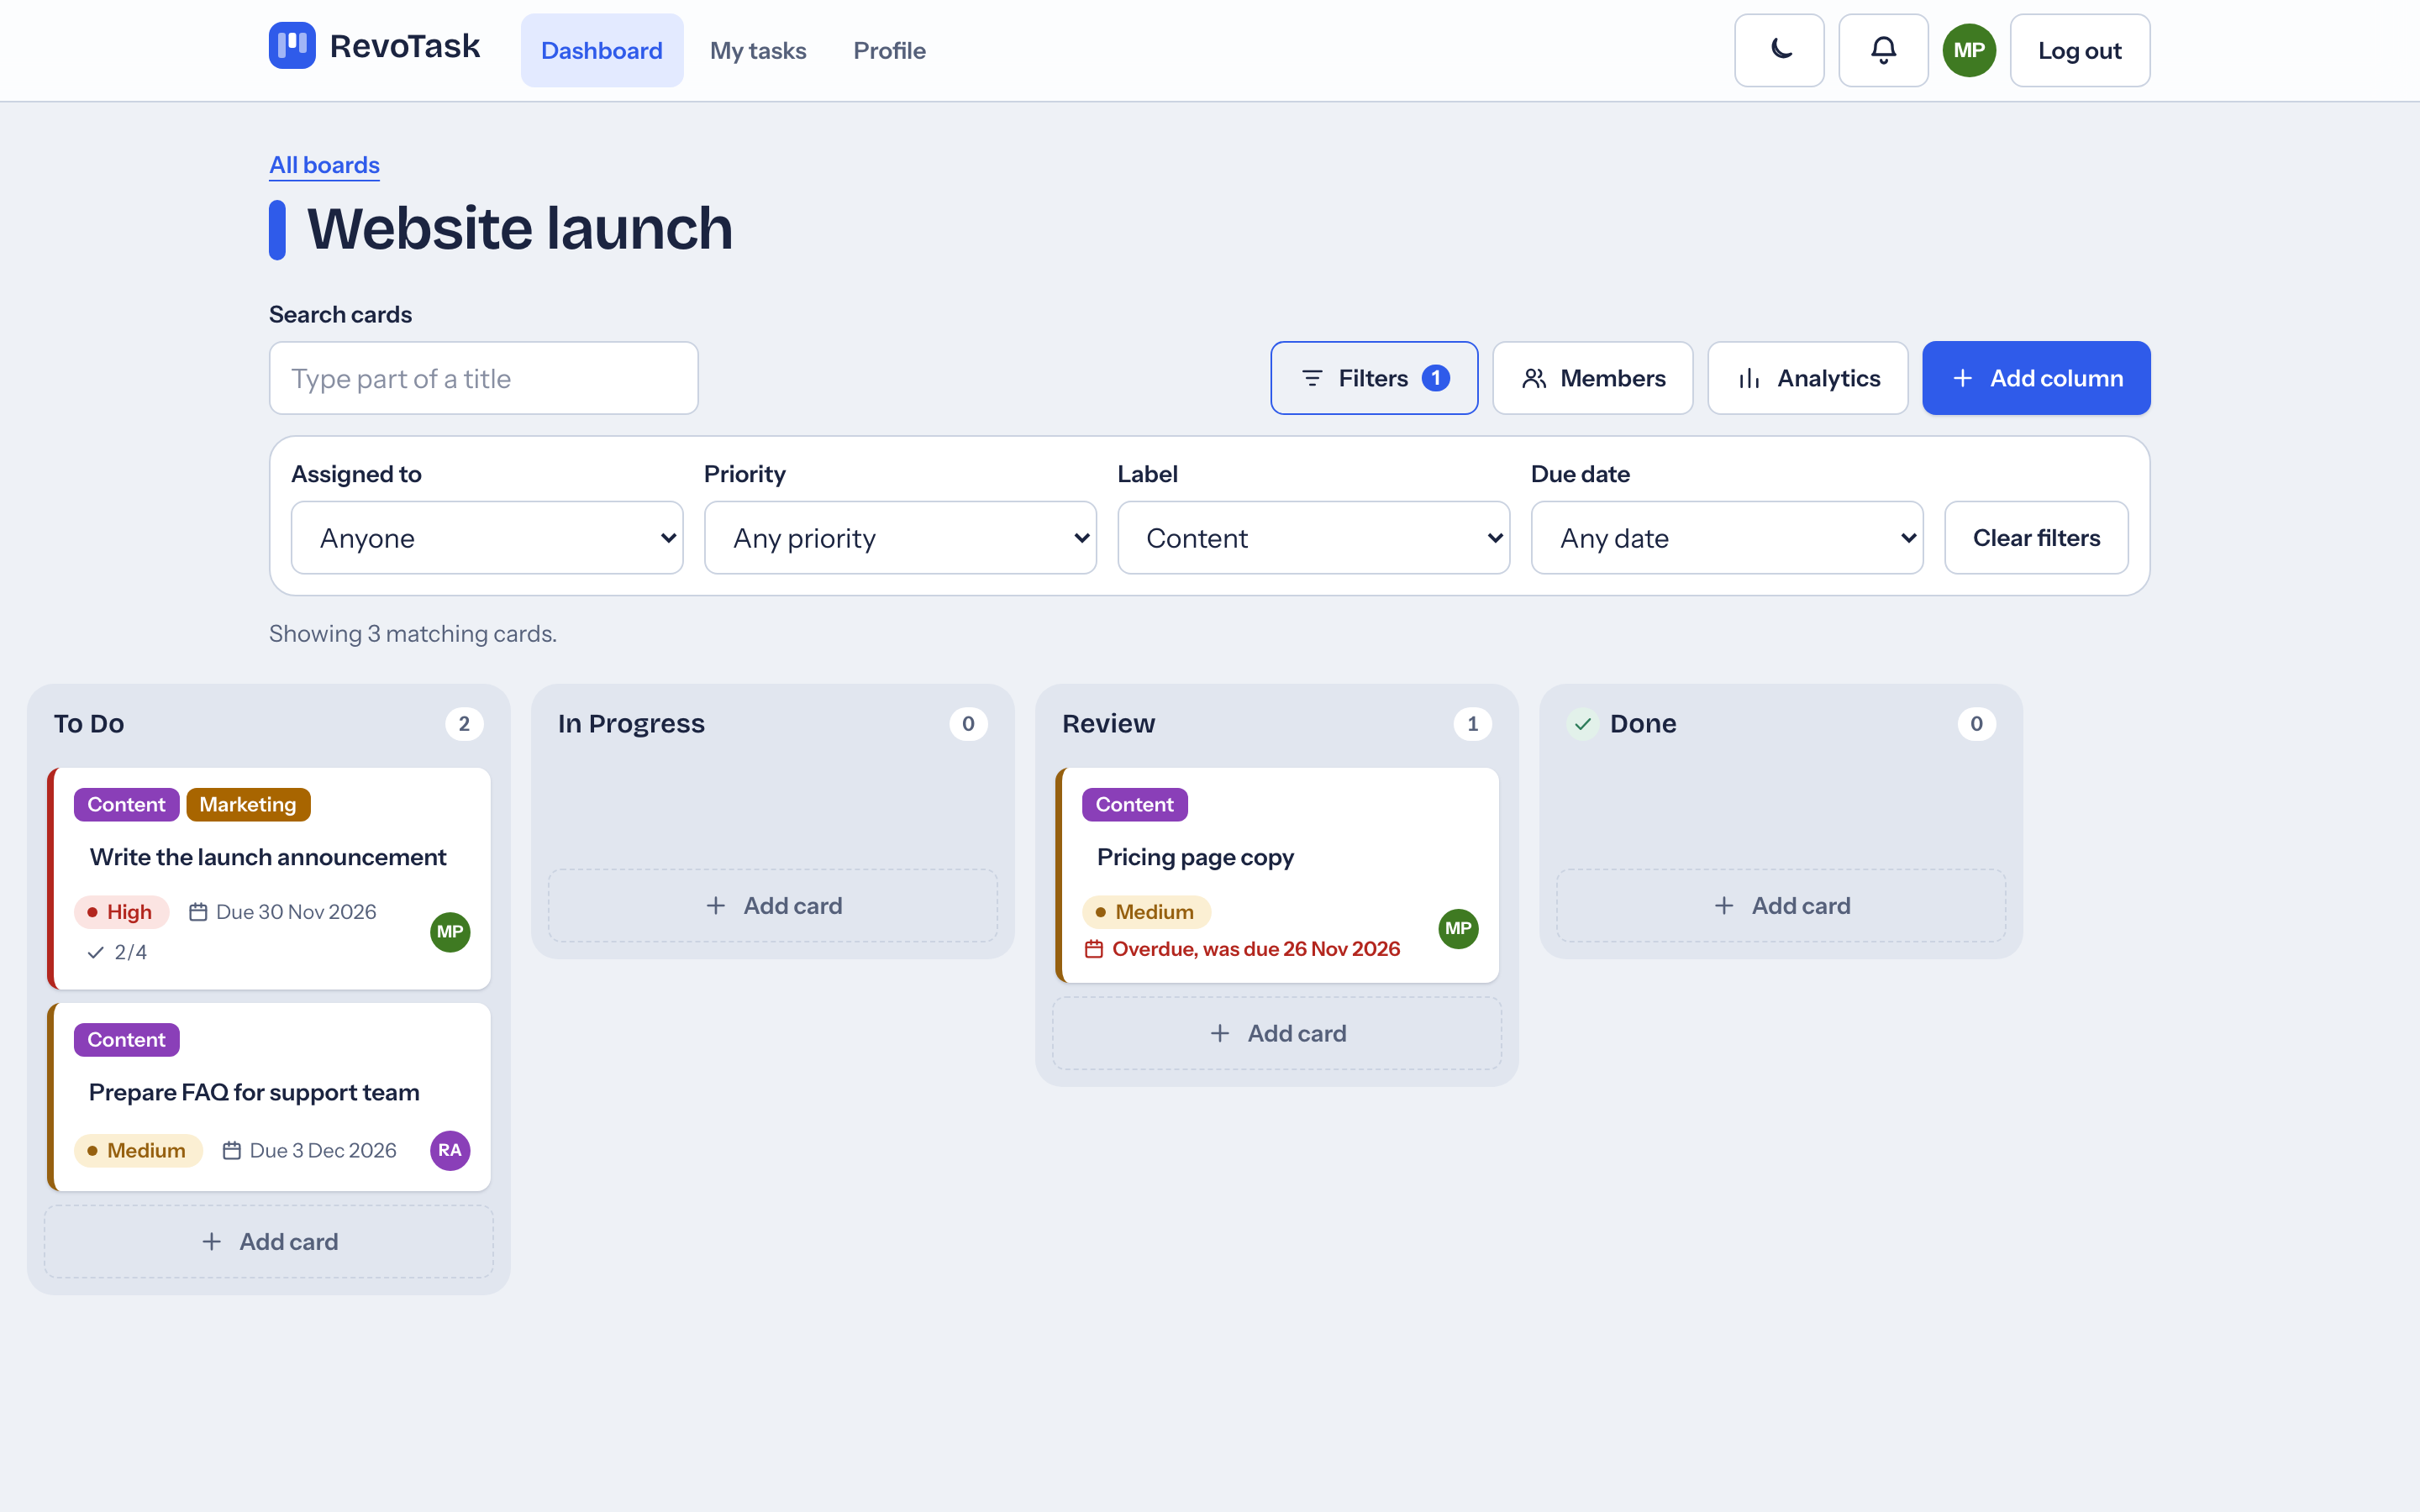 RevoTask
Dashboard
My tasks
Profile
MP
Log out
All boards
Website launch
Search cards
Type part of a title
Filters 1
Members
Analytics
Add column
Assigned to
Priority
Label
Due date
Anyone
Any priority
Content
Any date
Clear filters
Showing 3 matching cards.
To Do 2
Content Marketing
Write the launch announcement
High Due 30 Nov 2026
2/4
MP
Content
Prepare FAQ for support team
Medium Due 3 Dec 2026
RA
Add card
In Progress 0
Add card
Review 1
Content
Pricing page copy
Medium
Overdue, was due 26 Nov 2026
MP
Add card
Done 0
Add card